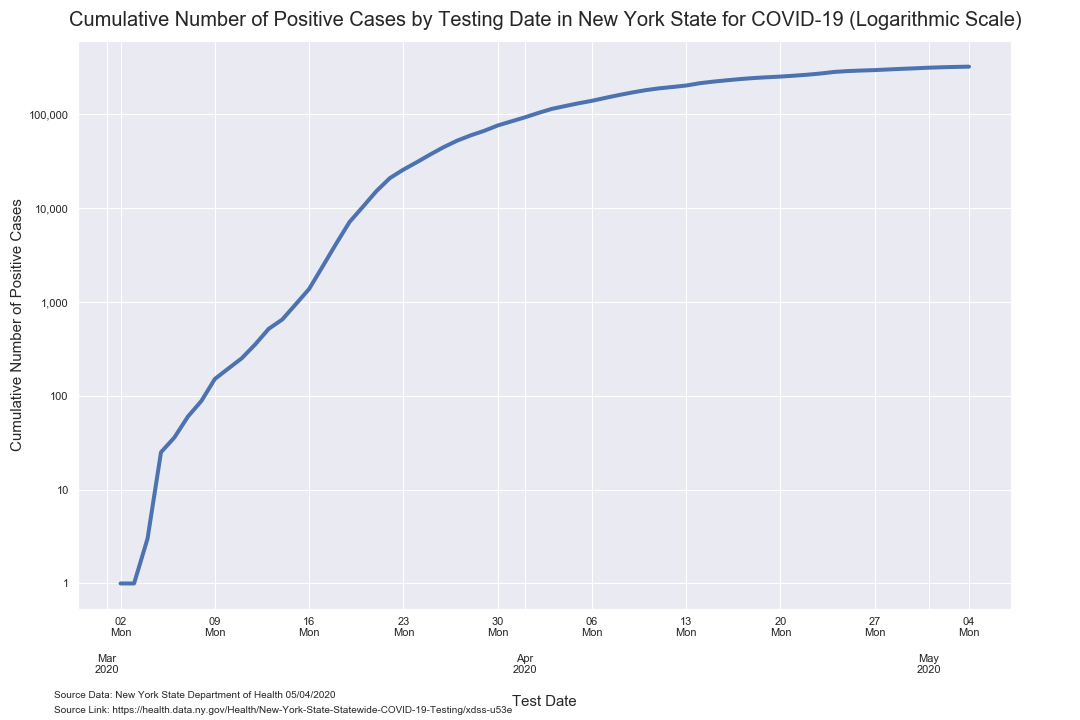 Cumulative Number of Positive Cases by Testing Date in New York State for COVID-19 (Logarithmic Scale)
Cumulative Number of Positive Cases
100,000
10,000
1,000
100
10
1
02 09 16 23 30 06 13 20 27 04
Mon Mon Mon Mon Mon Mon Mon Mon Mon Mon
Mar Apr May
2020 2020 2020
Test Date
Source Data: New York State Department of Health 05/04/2020
Source Link: https://health.data.ny.gov/Health/New-York-State-Statewide-COVID-19-Testing/xdss-u53e